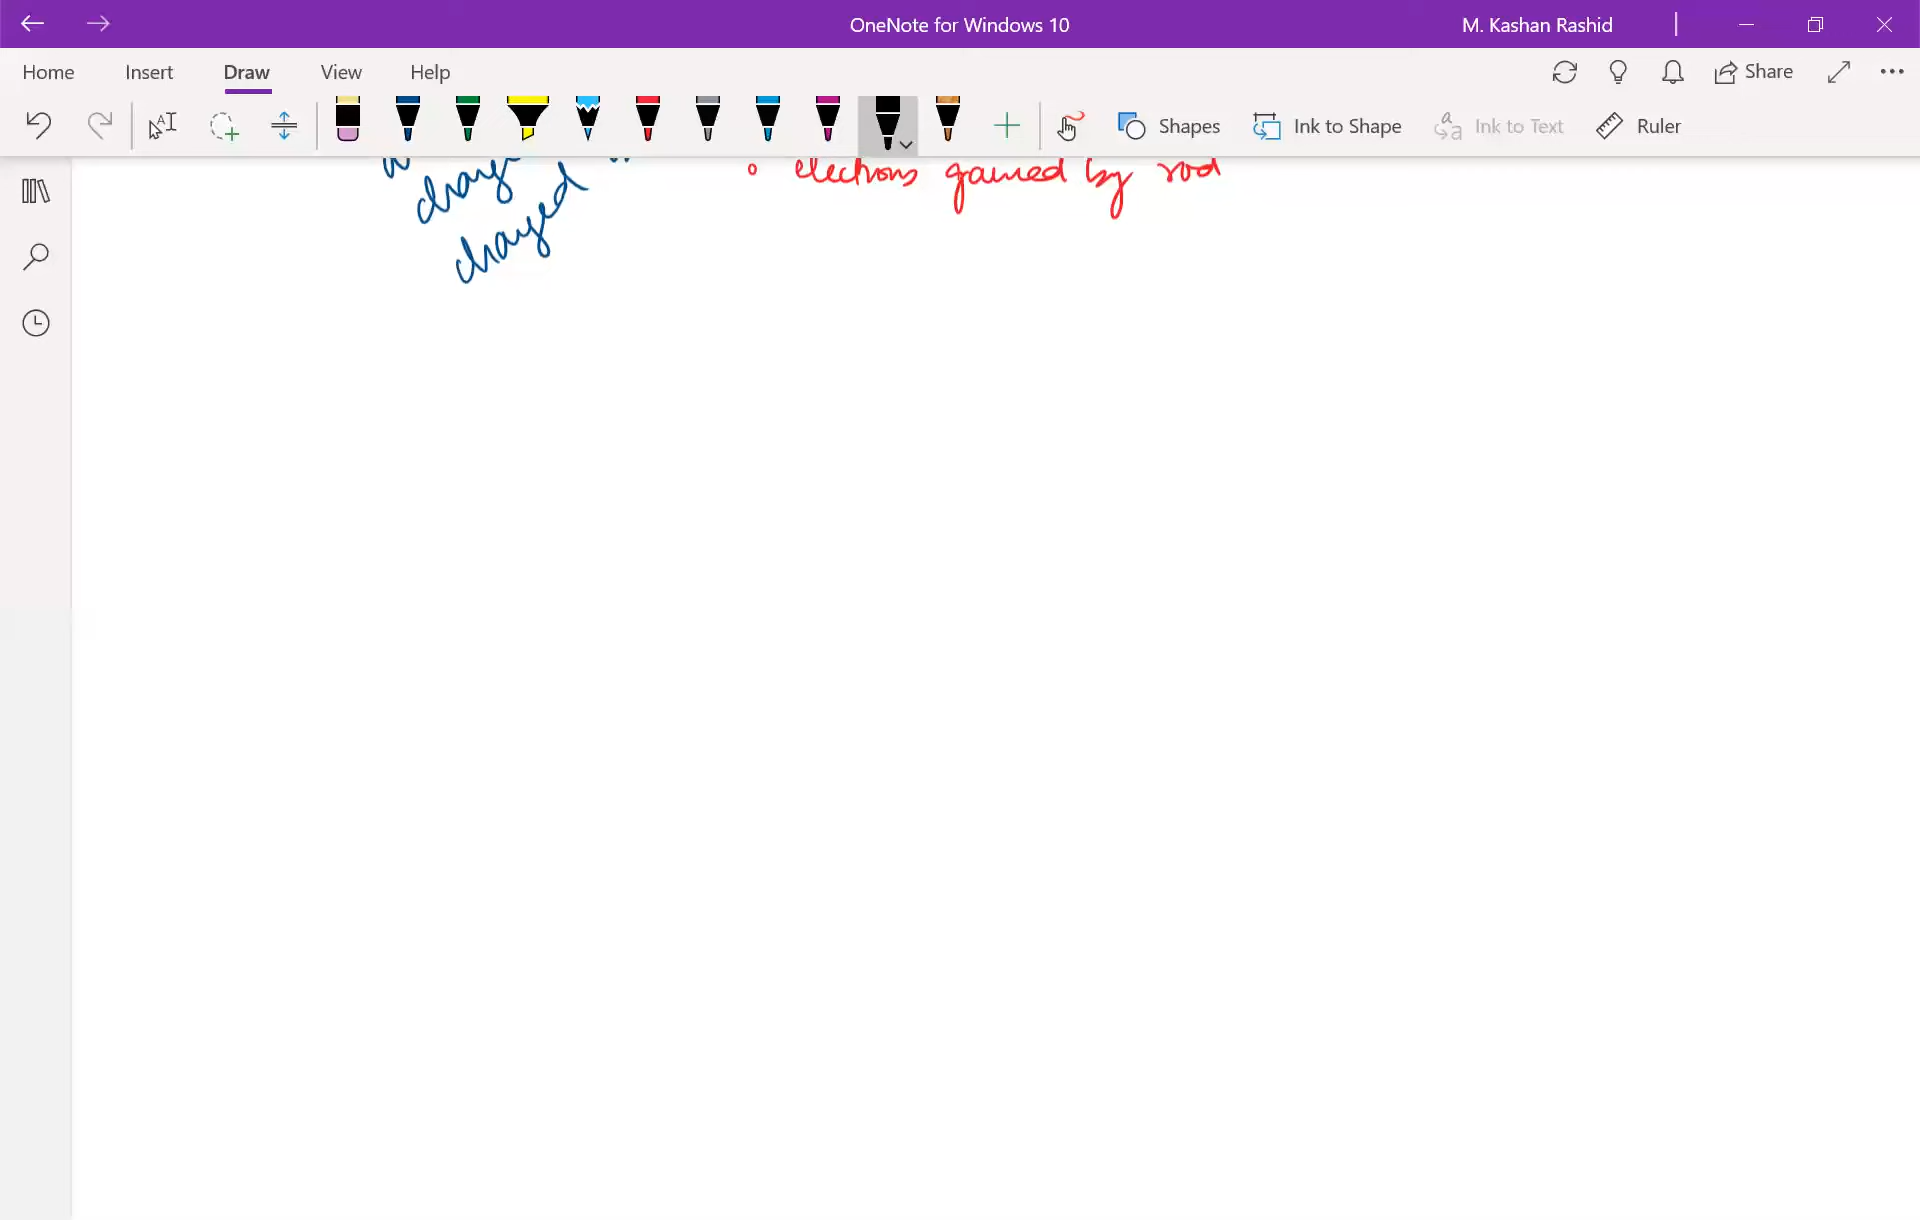 OneNote for Windows 10
M. Kashan Rashid
Home Insert Draw View Help
Share
Shapes Ink to Shape Ink to Text Ruler
electrons gained by rod
charge
charged